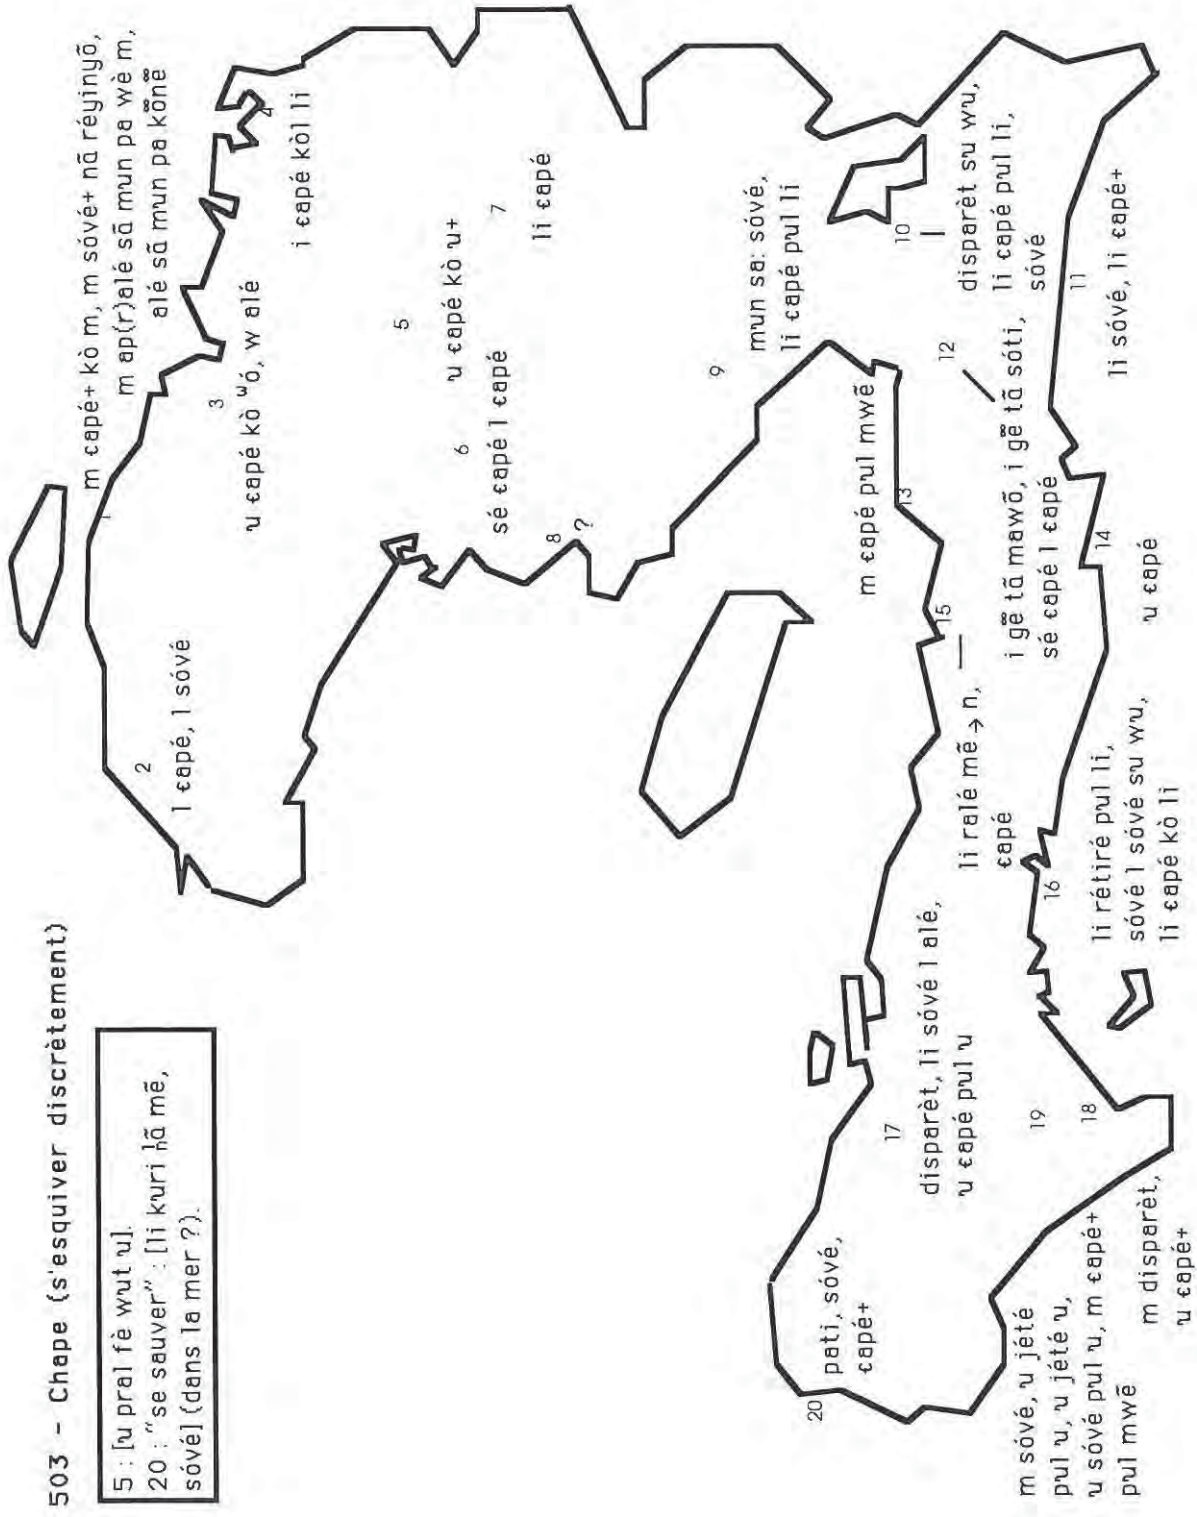 503 - Chape (s'esquiver discrètement)
5 : [u pral fè wut u].
20 : "se sauver" : [li kuri h̃ã mẽ,
sóvé] (dans la mer ?).
1
m ɛapé+ kò m, m sóvé+ nã réyinyõ,
m ap(r)alé sã mun pa wè m,
alé sã mun pa kõnẽ
2
l ɛapé, l sóvé
3
u ɛapé kò ʷó, w alé
4
i ɛapé kòl li
5
u ɛapé kò u+
6
sé ɛapé l ɛapé
7
li ɛapé
8 ?
9
mun sa: sóvé,
li ɛapé pul li
10
disparèt su wu,
li ɛapé pul li,
sóvé
11
li sóvé, li ɛapé+
12
i gẽ tã mawõ, i gẽ tã sóti,
sé ɛapé l ɛapé
13
m ɛapé pul mwẽ
14
u ɛapé
15
li ralé mẽ → n,
ɛapé
16
li rétiré pul li,
sóvé l sóvé su wu,
li ɛapé kò li
17
disparèt, li sóvé l alé,
u ɛapé pul u
18
m disparèt,
u ɛapé+
19
m sóvé, u jété
pul u, u jété u,
u sóvé pul u, m ɛapé+
pul mwẽ
20
pati, sóvé,
ɛapé+